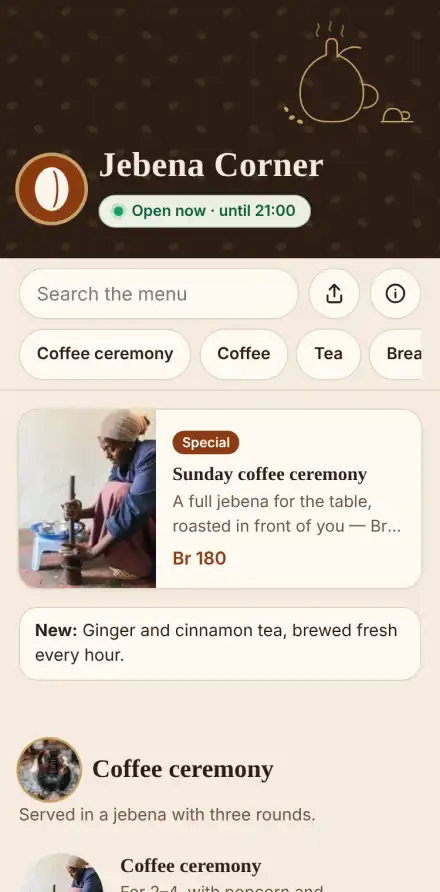 Jebena Corner
Open now · until 21:00
Search the menu
Coffee ceremony
Coffee
Tea
Brea
Special
Sunday coffee ceremony
A full jebena for the table,
roasted in front of you — Br...
Br 180
New: Ginger and cinnamon tea, brewed fresh
every hour.
Coffee ceremony
Served in a jebena with three rounds.
Coffee ceremony
For 2–4, with popcorn and